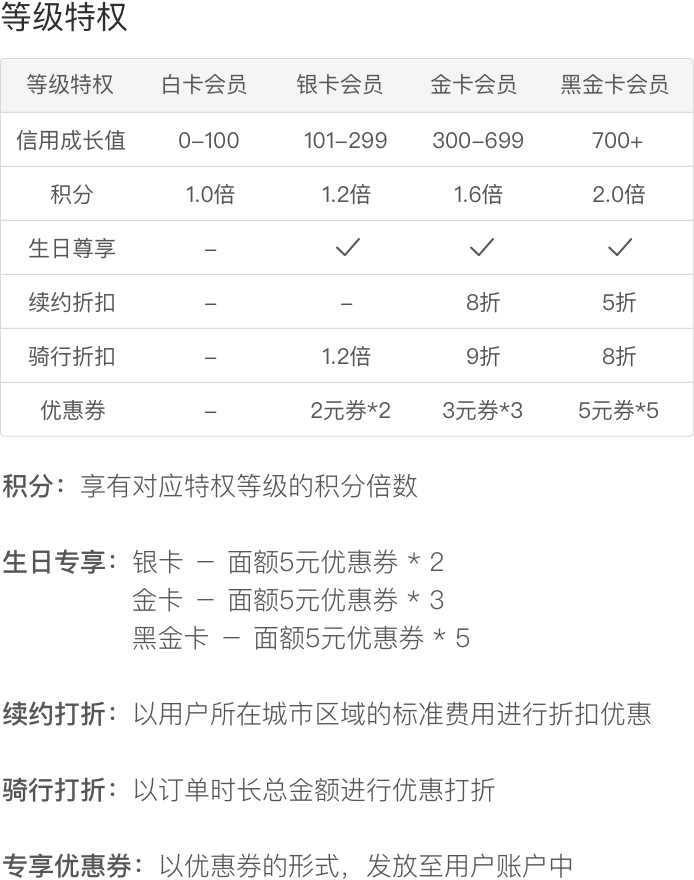 等级特权
等级特权 白卡会员 银卡会员 金卡会员 黑金卡会员
信用成长值 0–100 101–299 300–699 700+
积分 1.0倍 1.2倍 1.6倍 2.0倍
生日尊享 – ✓ ✓ ✓
续约折扣 – – 8折 5折
骑行折扣 – 1.2倍 9折 8折
优惠券 – 2元券*2 3元券*3 5元券*5
积分：享有对应特权等级的积分倍数
生日专享：银卡 － 面额5元优惠券 * 2
金卡 － 面额5元优惠券 * 3
黑金卡 － 面额5元优惠券 * 5
续约打折：以用户所在城市区域的标准费用进行折扣优惠
骑行打折：以订单时长总金额进行优惠打折
专享优惠券：以优惠券的形式，发放至用户账户中